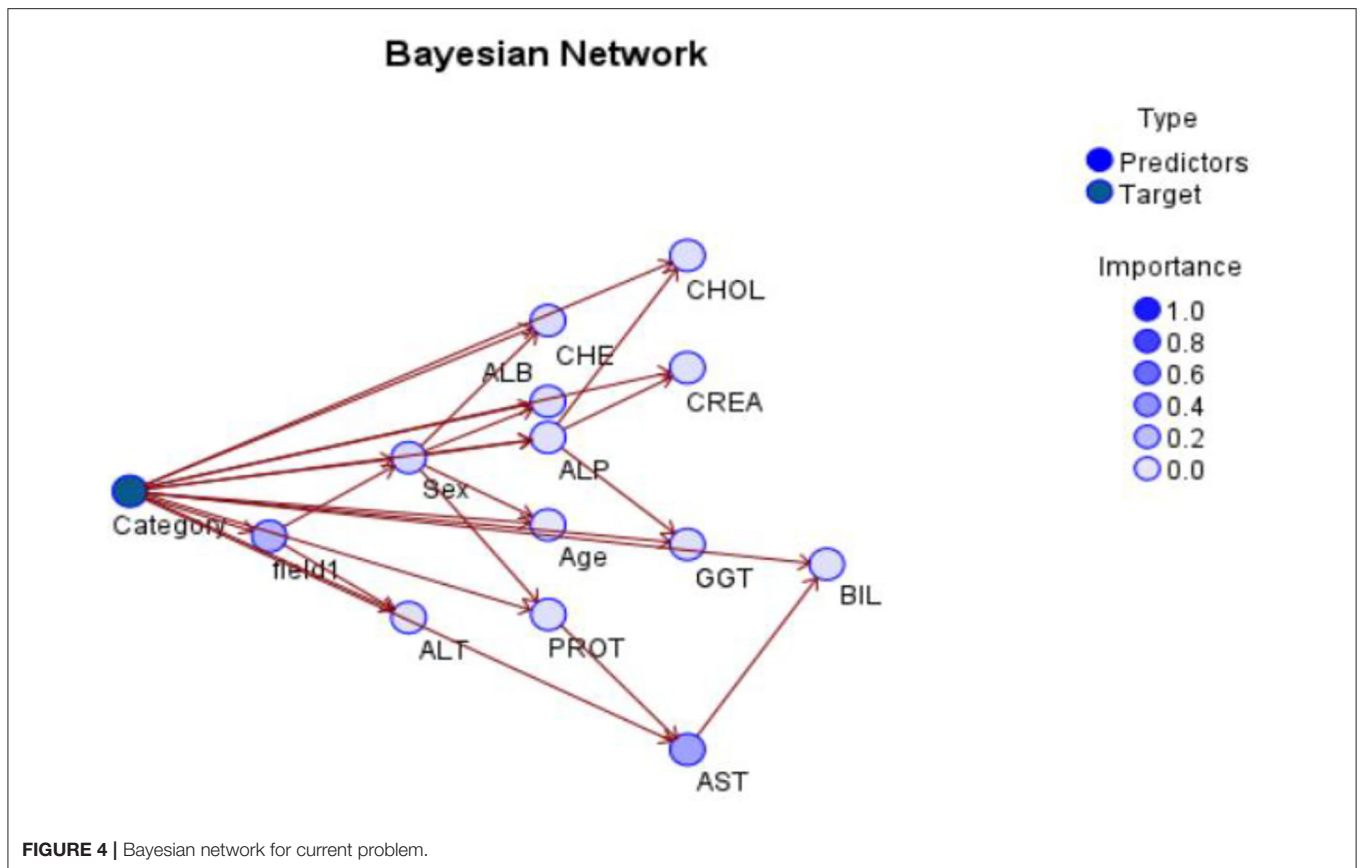 Bayesian Network
Type
Predictors
Target
Importance
1.0
0.8
0.6
0.4
0.2
0.0
CHOL
CHE
ALB
CREA
ALP
Sex
Category
Age
field1
GGT
BIL
ALT
PROT
AST
FIGURE 4 | Bayesian network for current problem.